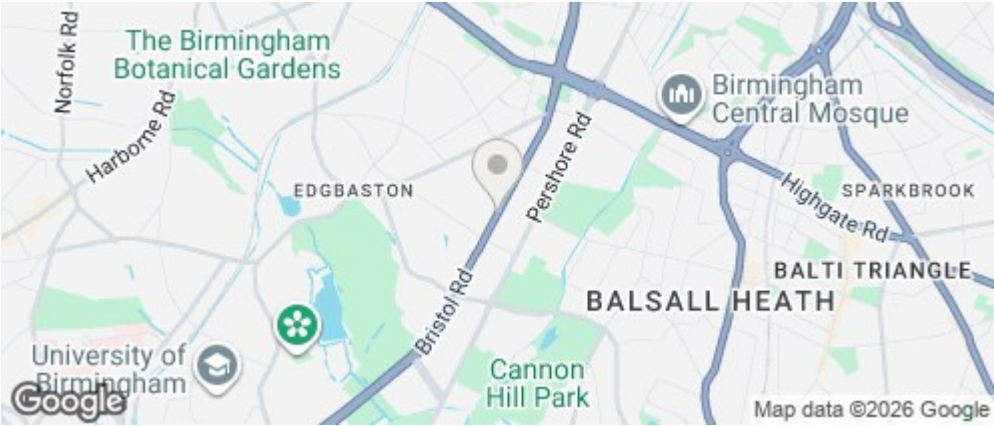 Norfolk Rd
The Birmingham
Botanical Gardens
Harborne Rd
EDGBASTON
Pershore Rd
Birmingham
Central Mosque
Highgate Rd
SPARKBROOK
BALTI TRIANGLE
BALSALL HEATH
Bristol Rd
Cannon
Hill Park
University of
Birmingham
Google
Map data ©2026 Google